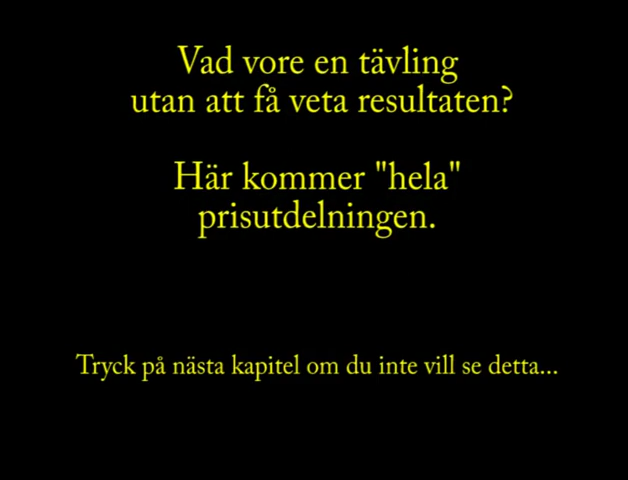 Vad vore en tävling
utan att få veta resultaten?
Här kommer "hela"
prisutdelningen.
Tryck på nästa kapitel om du inte vill se detta...